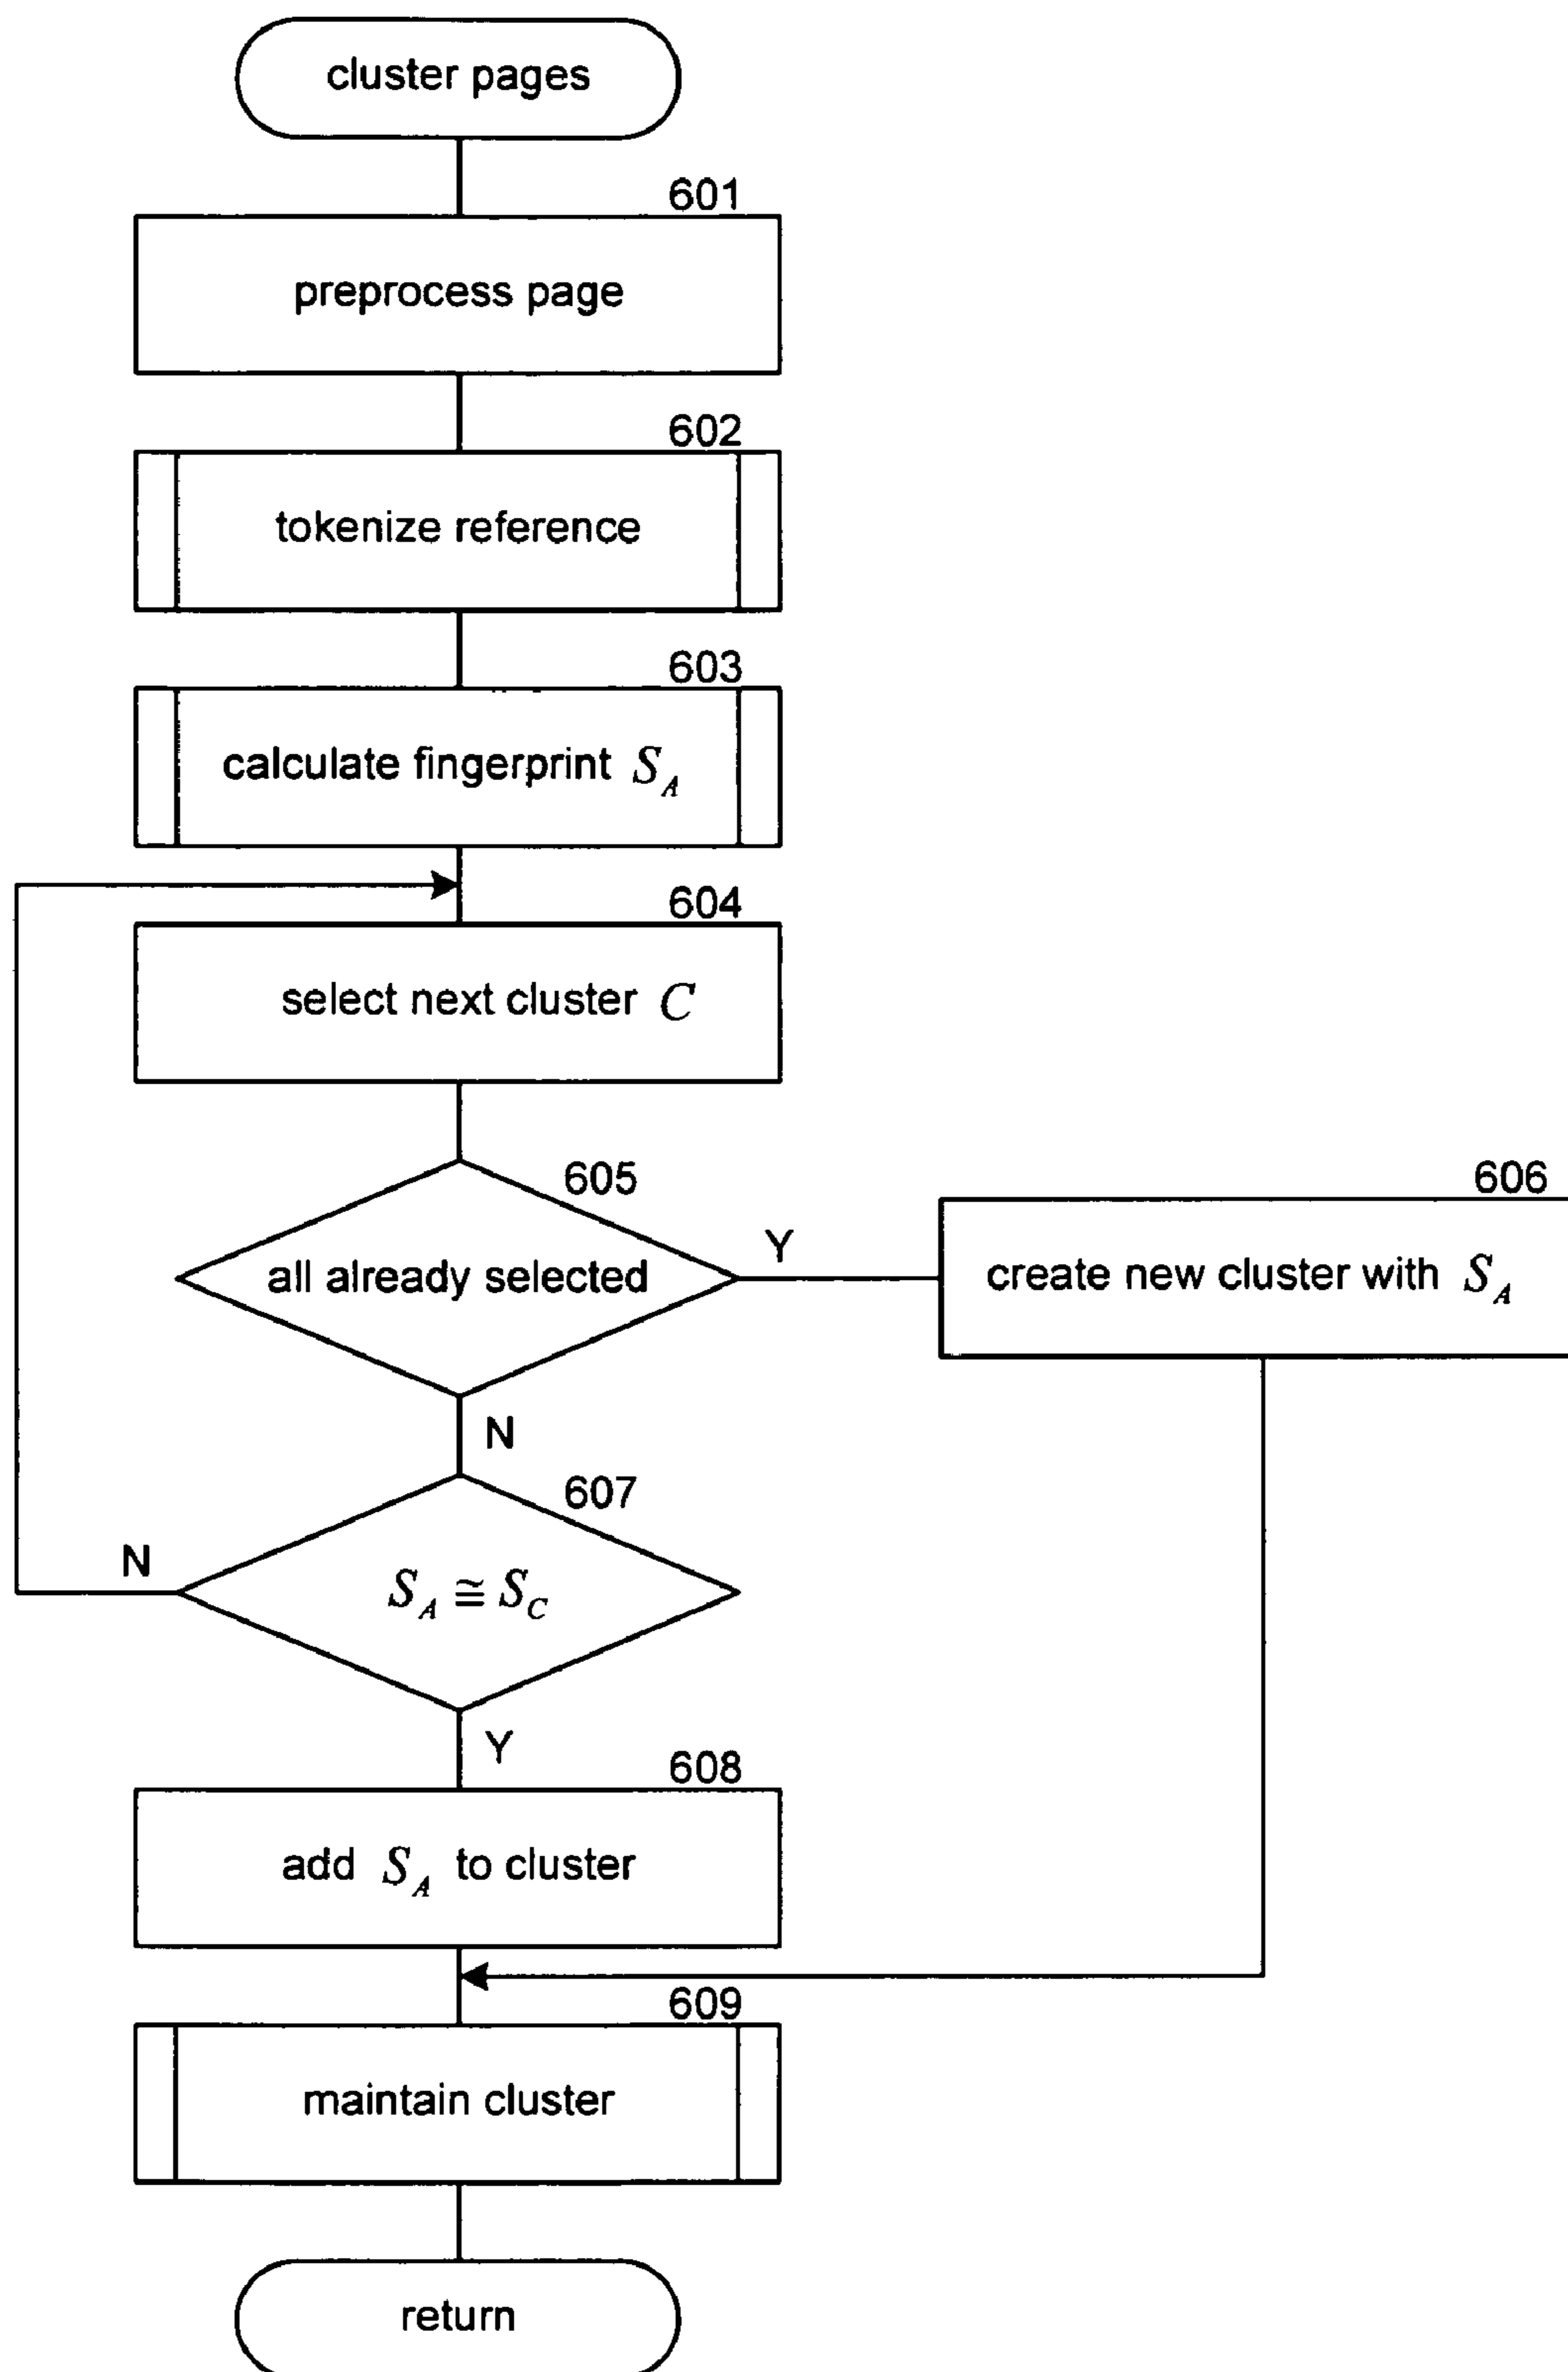 cluster pages
601
preprocess page
602
tokenize reference
603
calculate fingerprint S_A
604
select next cluster C
605
all already selected
Y
606
create new cluster with S_A
N
607
N
S_A ≅ S_C
Y
608
add S_A to cluster
609
maintain cluster
return